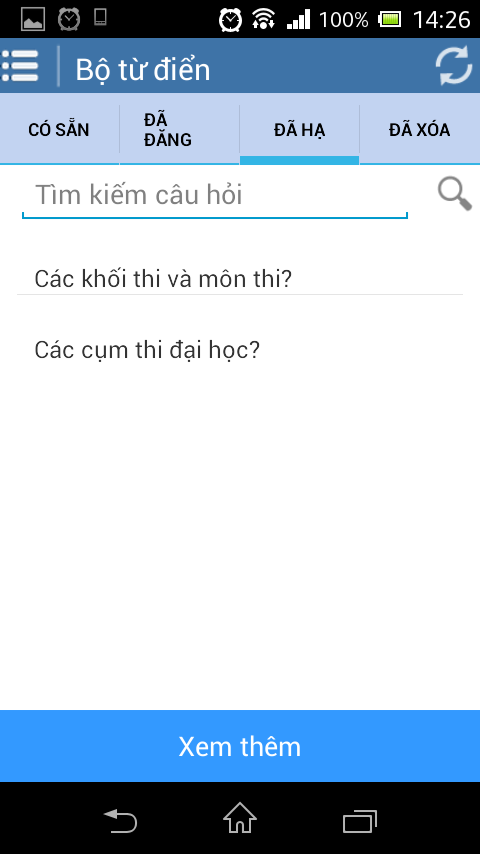 100% 14:26
Bộ từ điển
CÓ SẴN
ĐÃ
ĐĂNG
ĐÃ HẠ
ĐÃ XÓA
Tìm kiếm câu hỏi
Các khối thi và môn thi?
Các cụm thi đại học?
Xem thêm